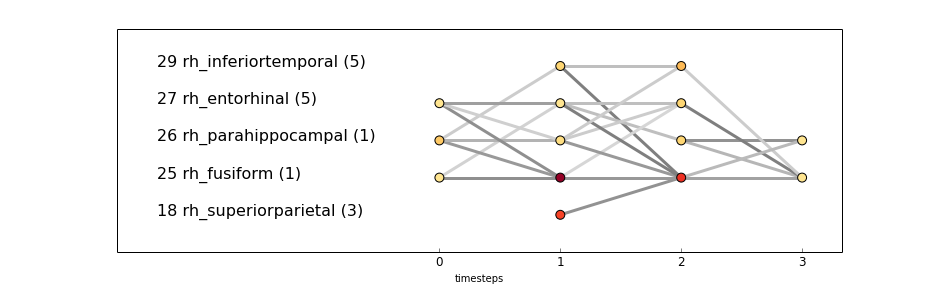 29 rh_inferiortemporal (5)
27 rh_entorhinal (5)
26 rh_parahippocampal (1)
25 rh_fusiform (1)
18 rh_superiorparietal (3)
0 1 2 3
timesteps